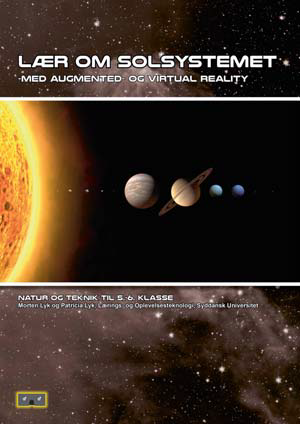 LÆR OM SOLSYSTEMET
-MED AUGMENTED- OG VIRTUAL REALITY
NATUR OG TEKNIK TIL 5.-6. KLASSE
Morten Lyk og Patricia Lyk, Lærings- og Oplevelsesteknologi, Syddansk Universitet